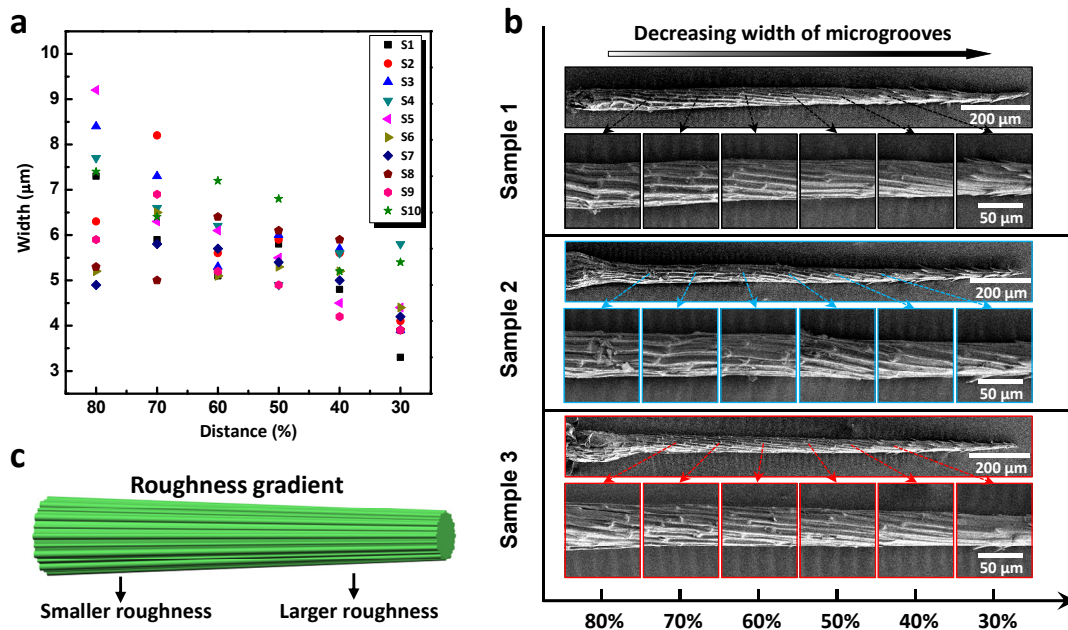 a
10
9
8
7
6
5
4
3
Width (μm)
80
70
60
50
40
30
Distance (%)
S1
S2
S3
S4
S5
S6
S7
S8
S9
S10
b
Decreasing width of microgrooves
Sample 1
200 μm
50 μm
Sample 2
200 μm
50 μm
Sample 3
200 μm
50 μm
80%
70%
60%
50%
40%
30%
c
Roughness gradient
Smaller roughness
Larger roughness